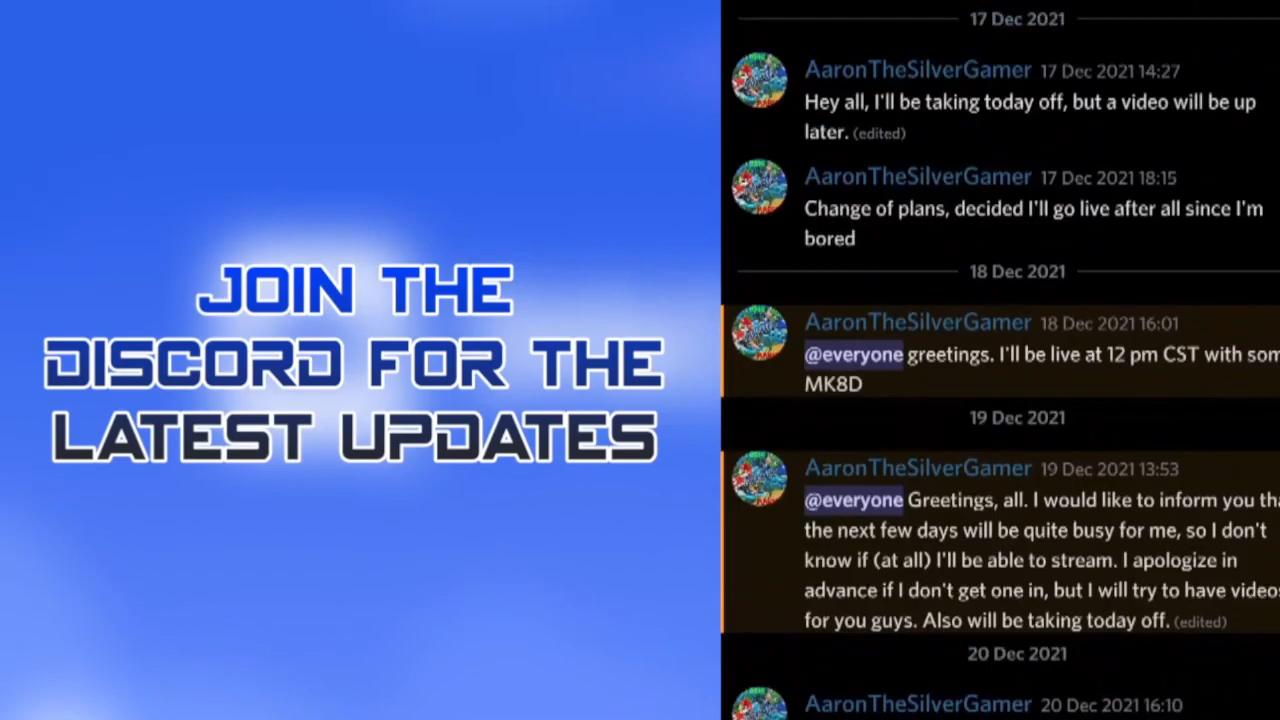 JOIN THE
DISCORD FOR THE
LATEST UPDATES
17 Dec 2021
AaronTheSilverGamer 17 Dec 2021 14:27
Hey all, I'll be taking today off, but a video will be up
later. (edited)
AaronTheSilverGamer 17 Dec 2021 18:15
Change of plans, decided I'll go live after all since I'm
bored
18 Dec 2021
AaronTheSilverGamer 18 Dec 2021 16:01
@everyone greetings. I'll be live at 12 pm CST with som
MK8D
19 Dec 2021
AaronTheSilverGamer 19 Dec 2021 13:53
@everyone Greetings, all. I would like to inform you tha
the next few days will be quite busy for me, so I don't
know if (at all) I'll be able to stream. I apologize in
advance if I don't get one in, but I will try to have videos
for you guys. Also will be taking today off. (edited)
20 Dec 2021
AaronTheSilverGamer 20 Dec 2021 16:10